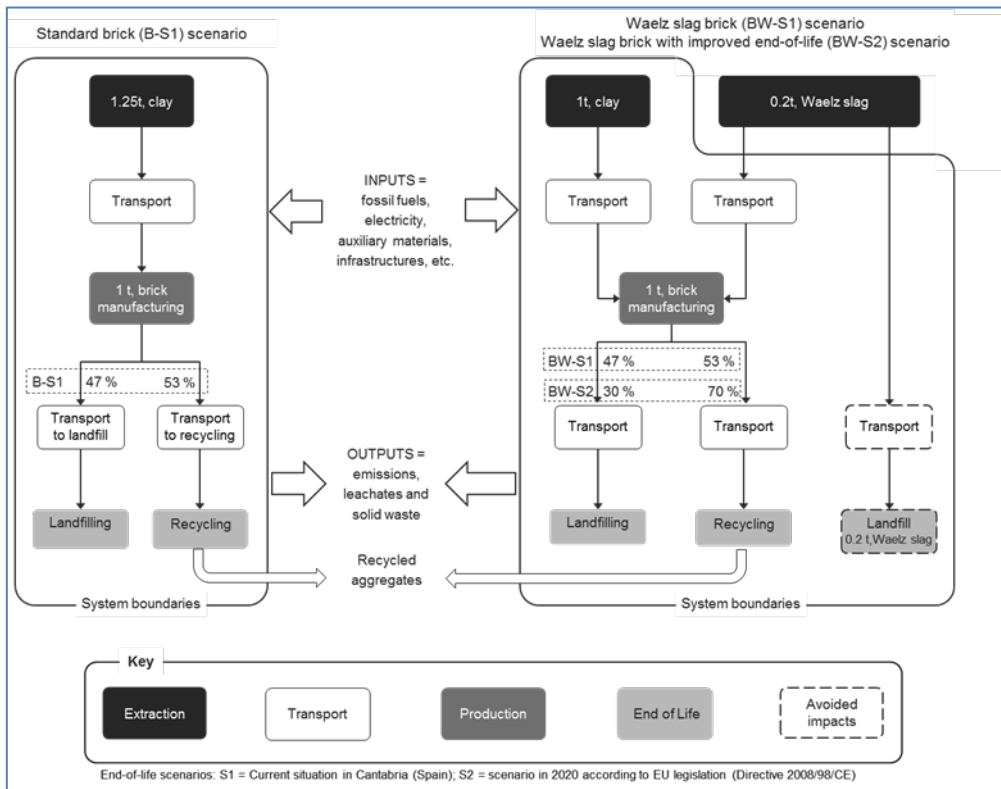 Standard brick (B-S1) scenario
Waelz slag brick (BW-S1) scenario
Waelz slag brick with improved end-of-life (BW-S2) scenario
1.25t, clay
Transport
1 t, brick
manufacturing
B-S1 47 % 53 %
Transport
to landfill
Transport
to recycling
Landfilling
Recycling
System boundaries
INPUTS =
fossil fuels,
electricity,
auxiliary materials,
infrastructures, etc.
OUTPUTS =
emissions,
leachates and
solid waste
Recycled
aggregates
1t, clay
0.2t, Waelz slag
Transport
Transport
1 t, brick
manufacturing
BW-S1 47 % 53 %
BW-S2 30 % 70 %
Transport
Transport
Transport
Landfilling
Recycling
Landfill
0.2 t,Waelz slag
System boundaries
Key
Extraction
Transport
Production
End of Life
Avoided
impacts
End-of-life scenarios: S1 = Current situation in Cantabria (Spain); S2 = scenario in 2020 according to EU legislation (Directive 2008/98/CE)